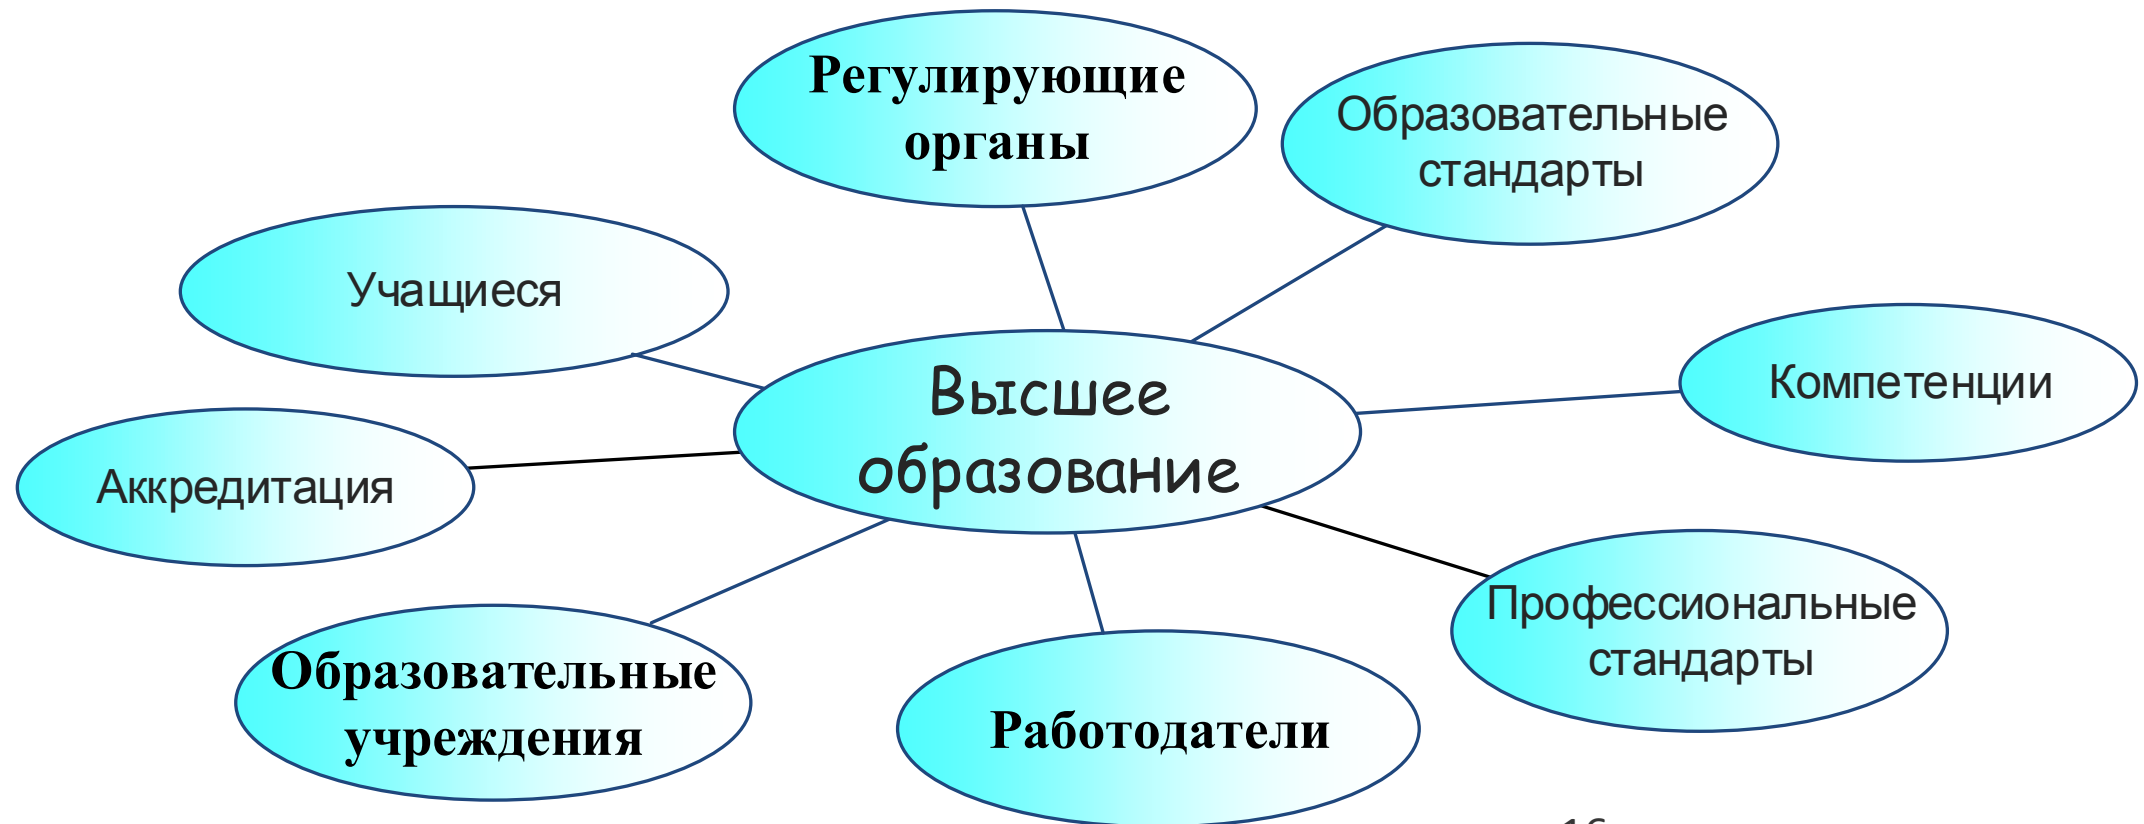 Регулирующие
органы
Образовательные
стандарты
Учащиеся
Компетенции
Высшее
образование
Аккредитация
Профессиональные
стандарты
Образовательные
учреждения
Работодатели